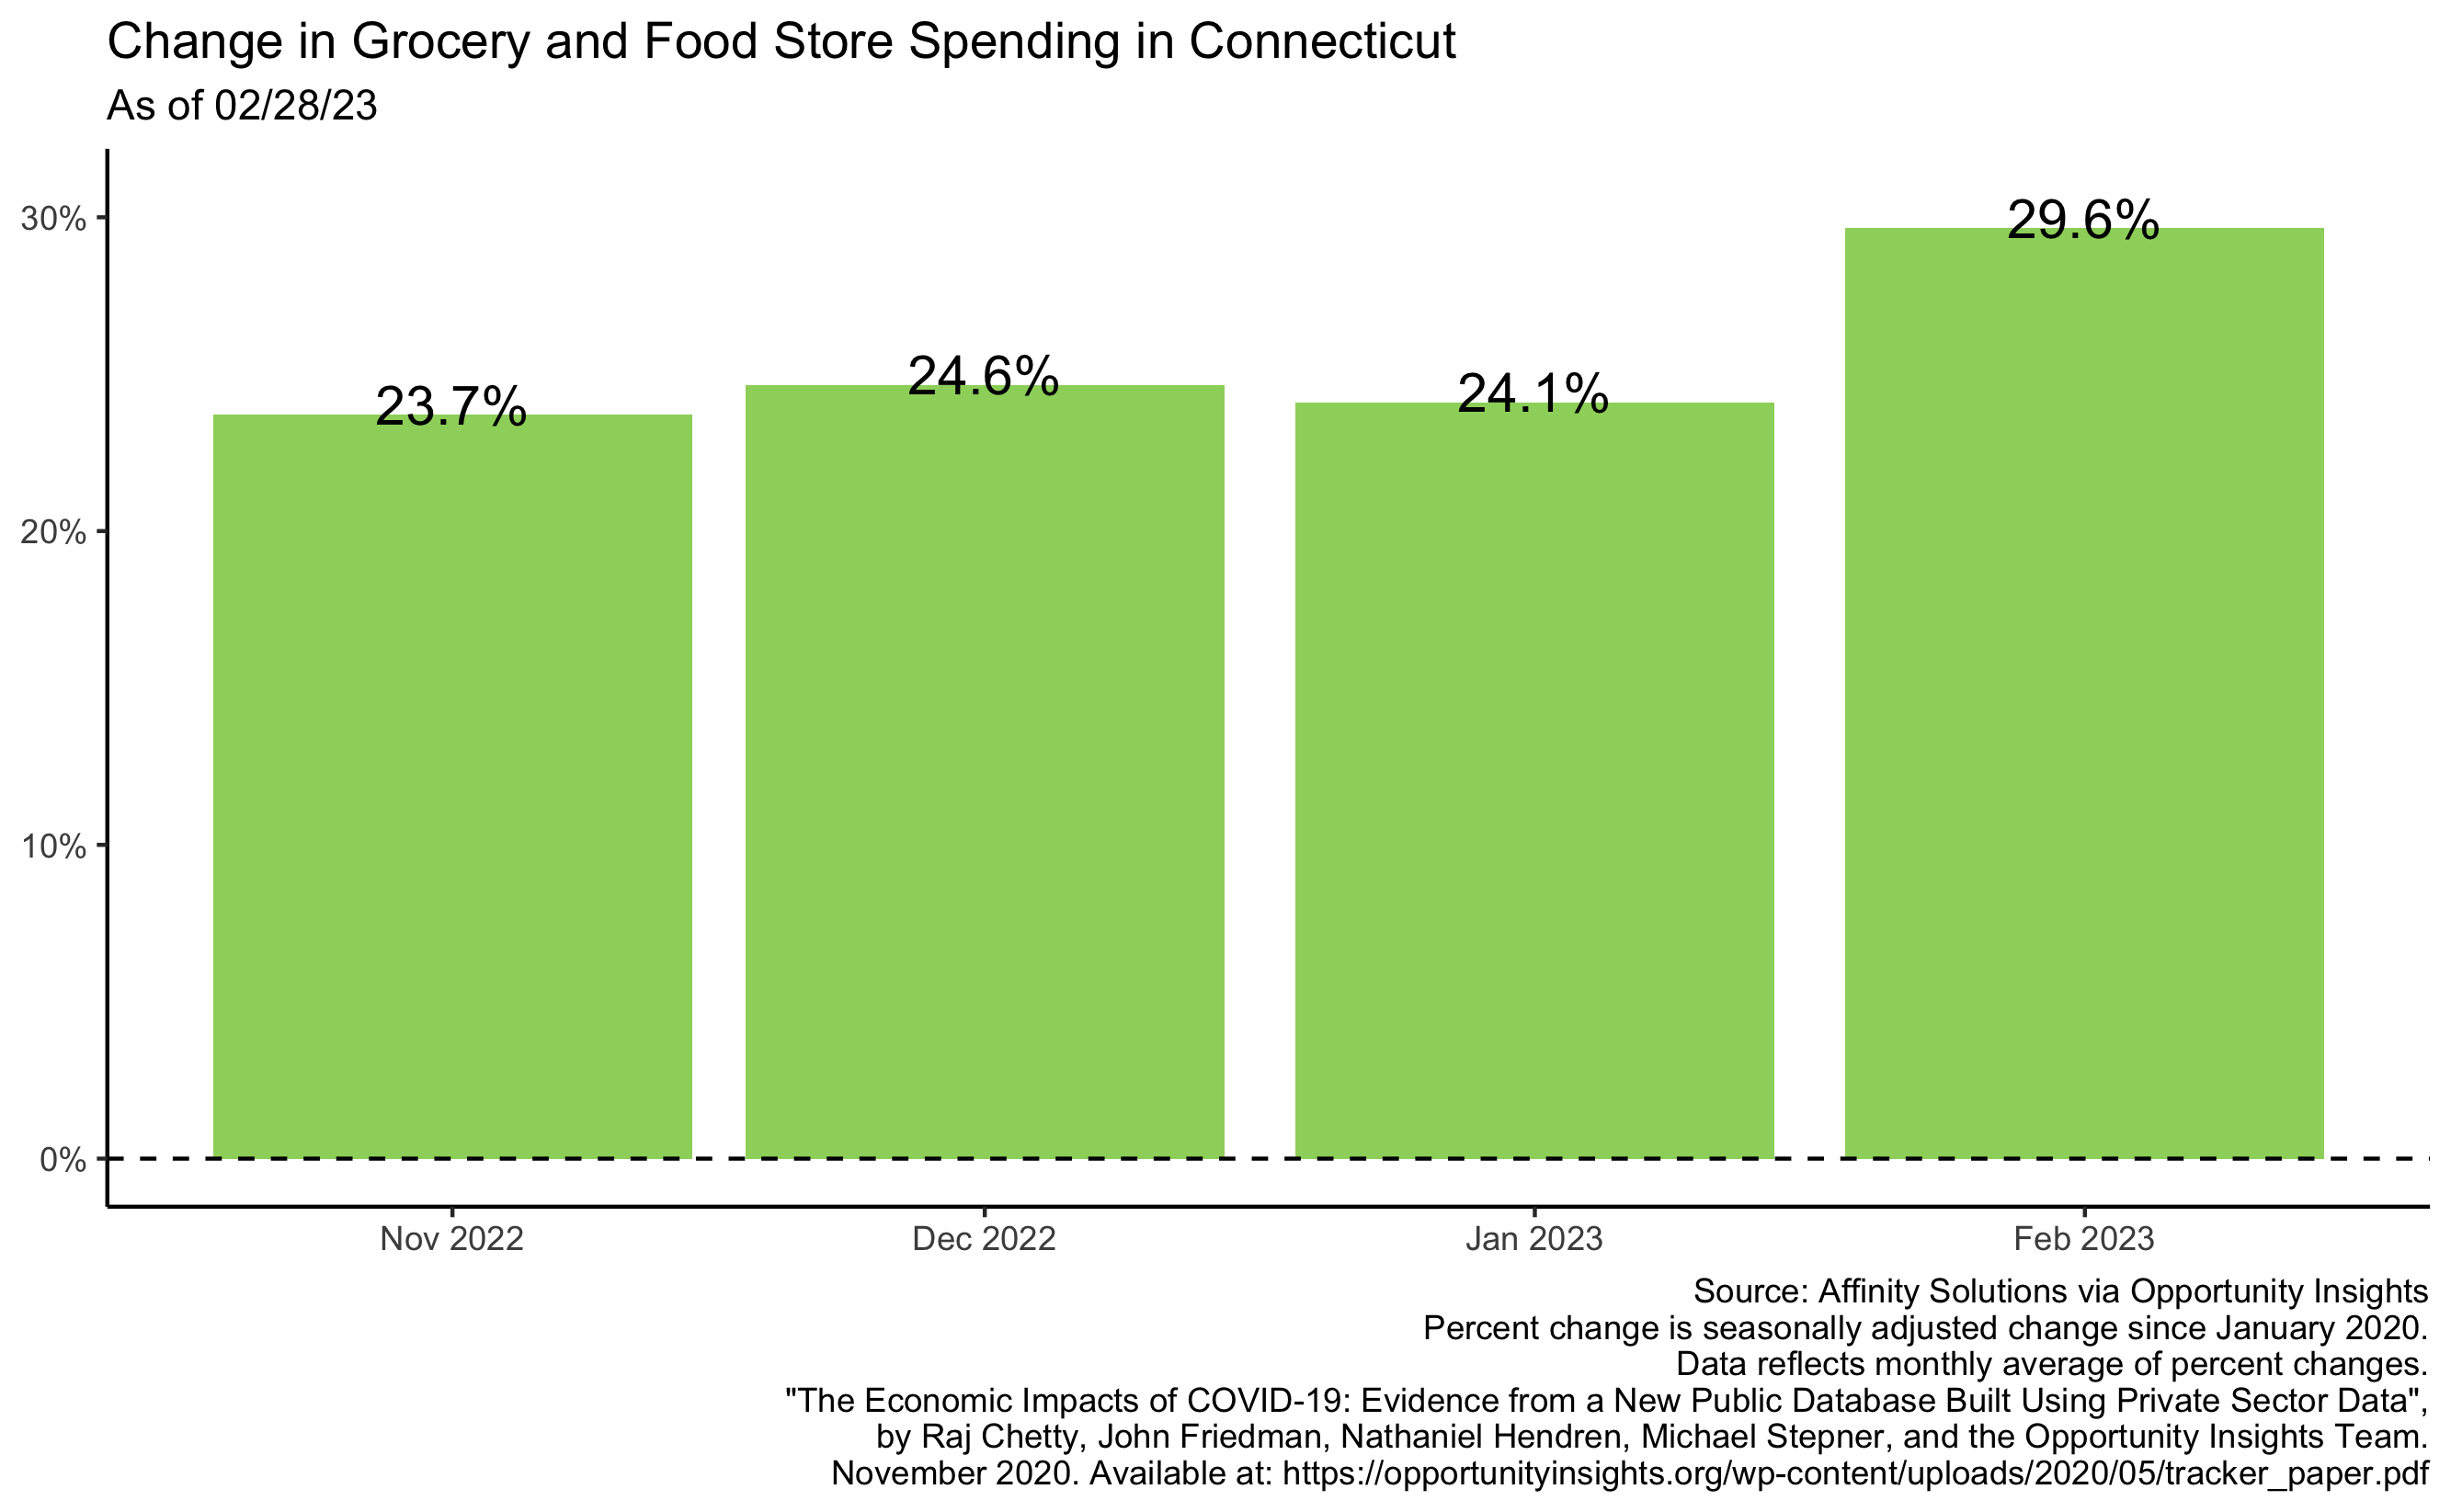 Change in Grocery and Food Store Spending in Connecticut
As of 02/28/23
30%
20%
10%
0%
23.7%
24.6%
24.1%
29.6%
Nov 2022
Dec 2022
Jan 2023
Feb 2023
Source: Affinity Solutions via Opportunity Insights
Percent change is seasonally adjusted change since January 2020.
Data reflects monthly average of percent changes.
"The Economic Impacts of COVID-19: Evidence from a New Public Database Built Using Private Sector Data",
by Raj Chetty, John Friedman, Nathaniel Hendren, Michael Stepner, and the Opportunity Insights Team.
November 2020. Available at: https://opportunityinsights.org/wp-content/uploads/2020/05/tracker_paper.pdf